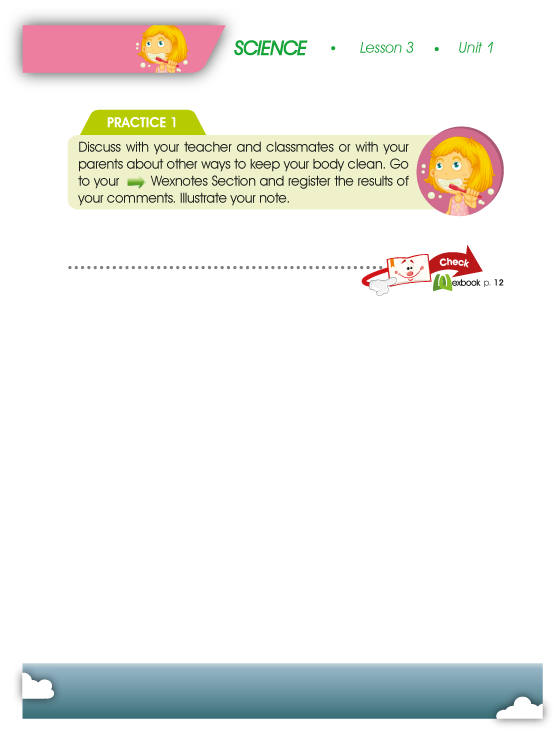 SCIENCE • Lesson 3 • Unit 1
PRACTICE 1
Discuss with your teacher and classmates or with your
parents about other ways to keep your body clean. Go
to your Wexnotes Section and register the results of
your comments. Illustrate your note.
Check
exbook p. 12